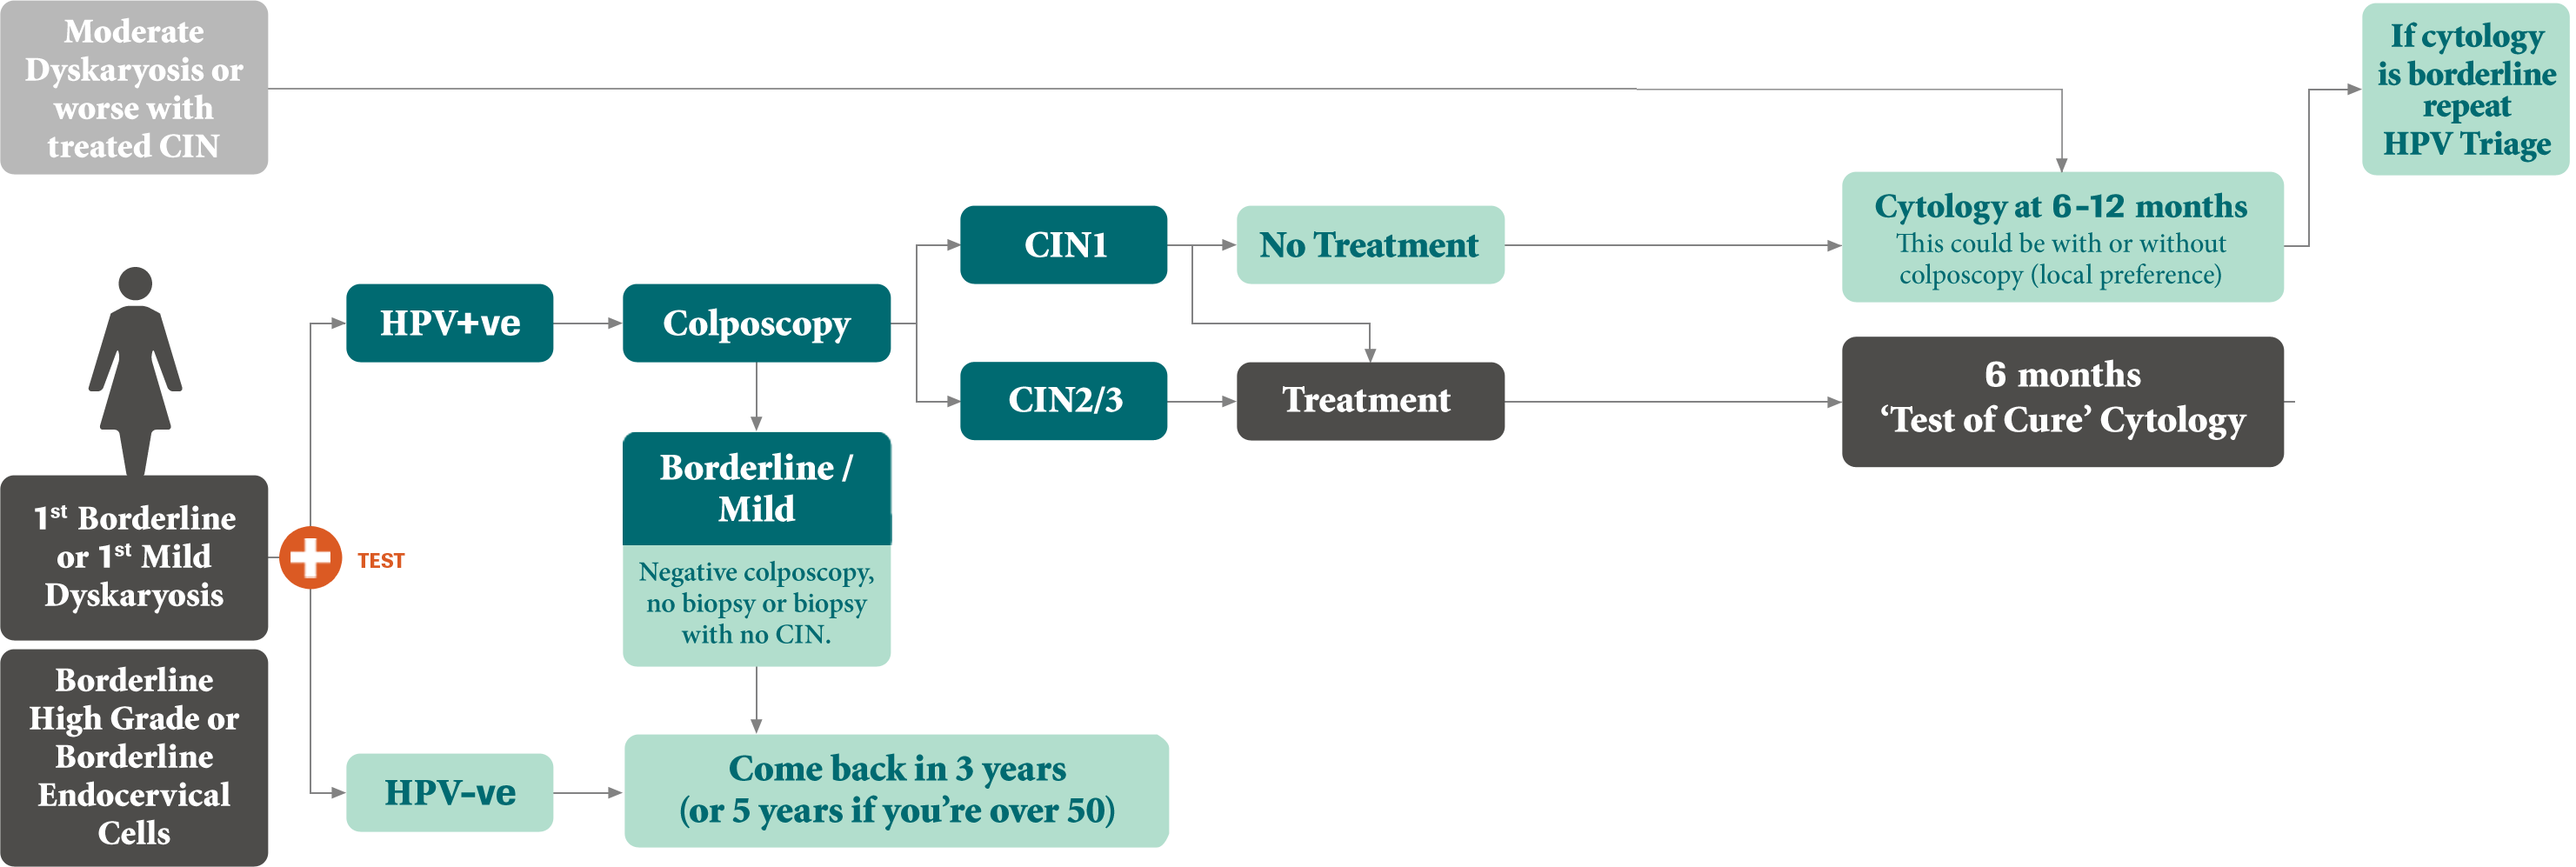 Moderate
Dyskaryosis or
worse with
treated CIN
If cytology
is borderline
repeat
HPV Triage
Cytology at 6-12 months
This could be with or without
colposcopy (local preference)
CIN1
No Treatment
HPV+ve
Colposcopy
CIN2/3
Treatment
6 months
‘Test of Cure’ Cytology
Borderline /
Mild
Negative colposcopy,
no biopsy or biopsy
with no CIN.
1st Borderline
or 1st Mild
Dyskaryosis
TEST
Borderline
High Grade or
Borderline
Endocervical
Cells
HPV–ve
Come back in 3 years
(or 5 years if you’re over 50)